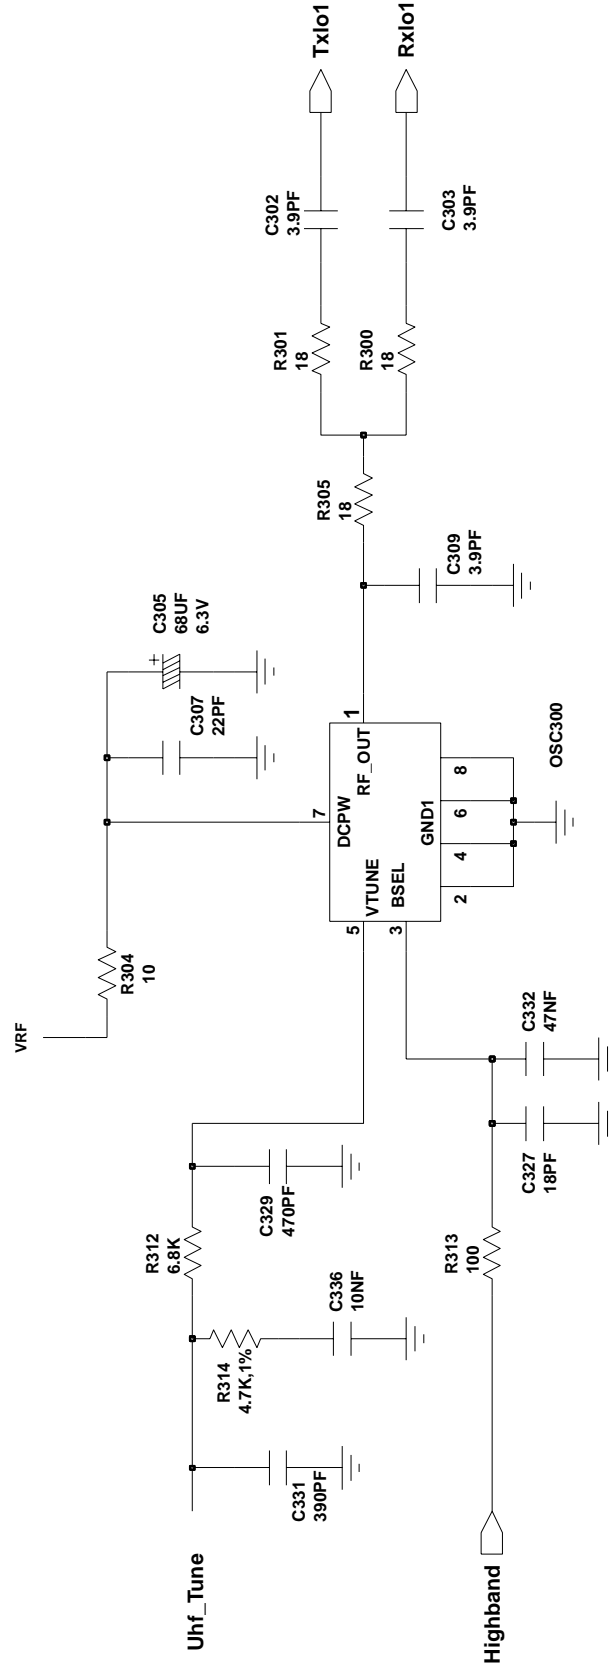 Txlo1
Rxlo1
C302
3.9PF
C303
3.9PF
R301
18
R300
18
R305
18
C309
3.9PF
C305
68UF
6.3V
+
C307
22PF
1
RF_OUT
7
DCPW
GND1
VTUNE
BSEL
5
3
8
6
4
2
OSC300
R304
10
VRF
C332
47NF
C327
18PF
C329
470PF
R312
6.8K
R313
100
C336
10NF
R314
4.7K,1%
C331
390PF
Uhf_Tune
Highband